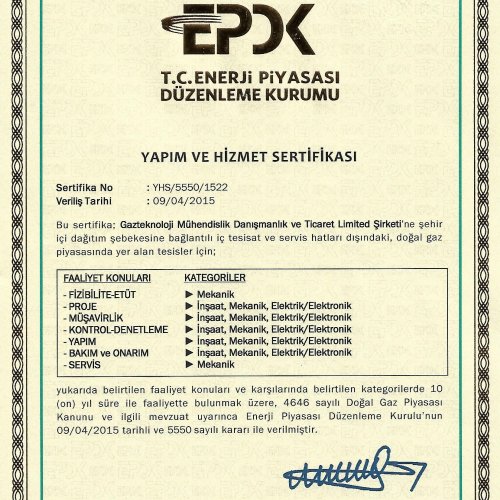 EPDK
T.C. ENERJİ PİYASASI
DÜZENLEME KURUMU
YAPIM VE HİZMET SERTİFİKASI
Sertifika No : YHS/5550/1522
Veriliş Tarihi : 09/04/2015
Bu sertifika; Gazteknoloji Mühendislik Danışmanlık ve Ticaret Limited Şirketi'ne şehir
içi dağıtım şebekesine bağlantılı iç tesisat ve servis hatları dışındaki, doğal gaz
piyasasında yer alan tesisler için;
FAALİYET KONULARI KATEGORİLER
- FİZİBİLİTE-ETÜT ► Mekanik
- PROJE ► İnşaat, Mekanik, Elektrik/Elektronik
- MÜŞAVİRLİK ► İnşaat, Mekanik, Elektrik/Elektronik
- KONTROL-DENETLEME ► İnşaat, Mekanik, Elektrik/Elektronik
- YAPIM ► İnşaat, Mekanik, Elektrik/Elektronik
- BAKIM ve ONARIM ► İnşaat, Mekanik, Elektrik/Elektronik
- SERVİS ► Mekanik
yukarıda belirtilen faaliyet konuları ve karşılarında belirtilen kategorilerde 10
(on) yıl süre ile faaliyette bulunmak üzere, 4646 sayılı Doğal Gaz Piyasası
Kanunu ve ilgili mevzuat uyarınca Enerji Piyasası Düzenleme Kurulu'nun
09/04/2015 tarihli ve 5550 sayılı kararı ile verilmiştir.